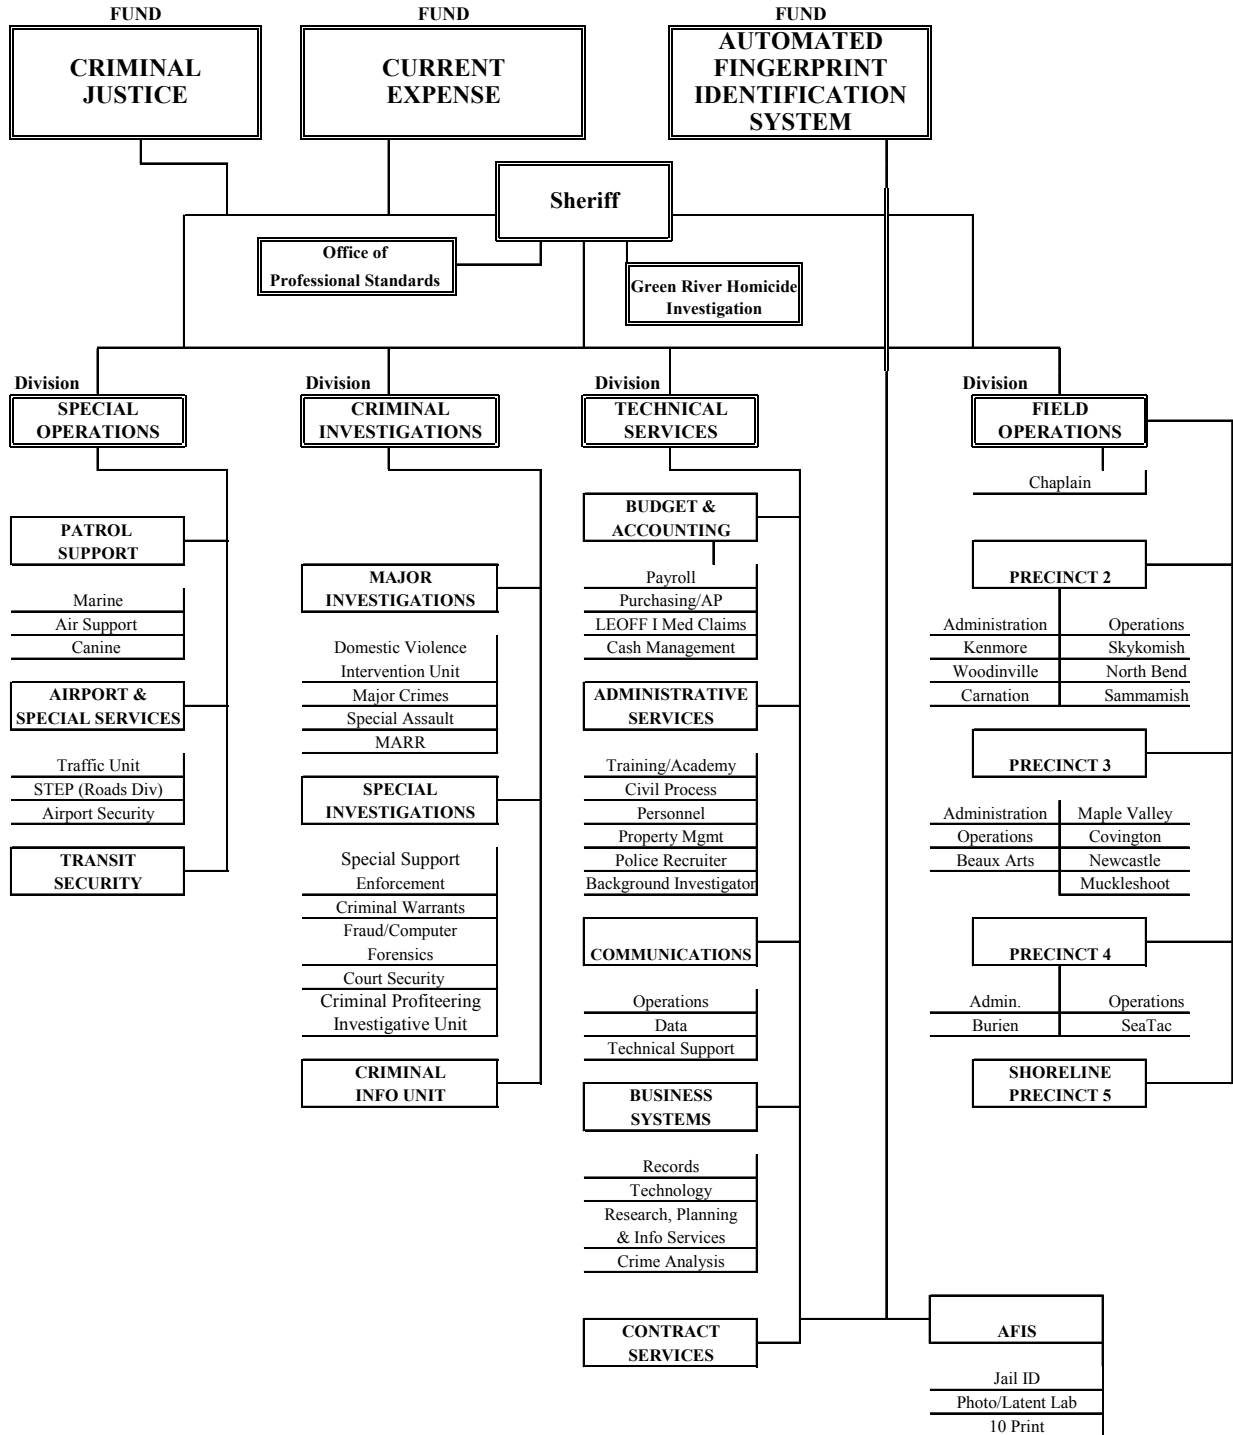 FUND
CRIMINAL
JUSTICE
FUND
CURRENT
EXPENSE
FUND
AUTOMATED
FINGERPRINT
IDENTIFICATION
SYSTEM
Sheriff
Office of
Professional Standards
Green River Homicide
Investigation
Division
SPECIAL
OPERATIONS
PATROL
SUPPORT
Marine
Air Support
Canine
AIRPORT &
SPECIAL SERVICES
Traffic Unit
STEP (Roads Div)
Airport Security
TRANSIT
SECURITY
Division
CRIMINAL
INVESTIGATIONS
MAJOR
INVESTIGATIONS
Domestic Violence
Intervention Unit
Major Crimes
Special Assault
MARR
SPECIAL
INVESTIGATIONS
Special Support
Enforcement
Criminal Warrants
Fraud/Computer
Forensics
Court Security
Criminal Profiteering
Investigative Unit
CRIMINAL
INFO UNIT
Division
TECHNICAL
SERVICES
BUDGET &
ACCOUNTING
Payroll
Purchasing/AP
LEOFF I Med Claims
Cash Management
ADMINISTRATIVE
SERVICES
Training/Academy
Civil Process
Personnel
Property Mgmt
Police Recruiter
Background Investigator
COMMUNICATIONS
Operations
Data
Technical Support
BUSINESS
SYSTEMS
Records
Technology
Research, Planning
& Info Services
Crime Analysis
CONTRACT
SERVICES
Division
FIELD
OPERATIONS
Chaplain
PRECINCT 2
Administration
Operations
Kenmore
Skykomish
Woodinville
North Bend
Carnation
Sammamish
PRECINCT 3
Administration
Maple Valley
Operations
Covington
Beaux Arts
Newcastle
Muckleshoot
PRECINCT 4
Admin.
Operations
Burien
SeaTac
SHORELINE
PRECINCT 5
AFIS
Jail ID
Photo/Latent Lab
10 Print